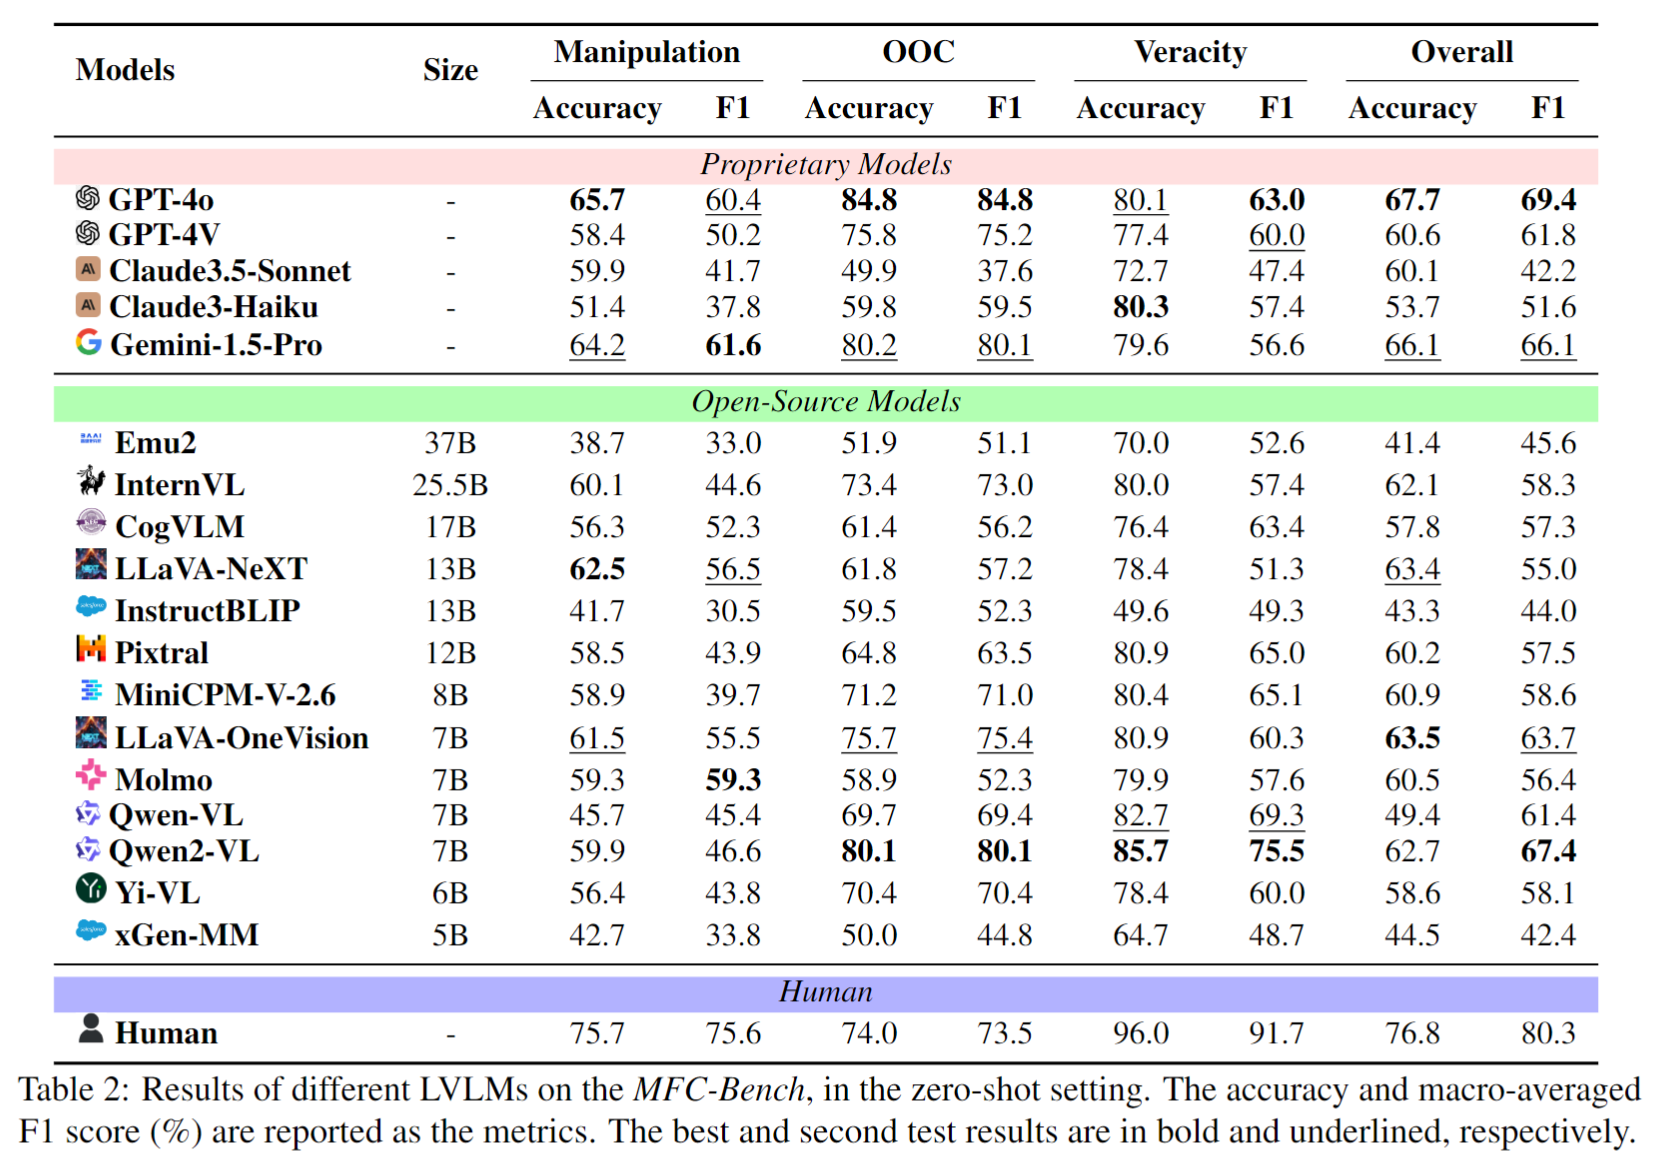 Models Size Manipulation OOC Veracity Overall
Accuracy F1 Accuracy F1 Accuracy F1 Accuracy F1
Proprietary Models
GPT-4o - 65.7 60.4 84.8 84.8 80.1 63.0 67.7 69.4
GPT-4V - 58.4 50.2 75.8 75.2 77.4 60.0 60.6 61.8
Claude3.5-Sonnet - 59.9 41.7 49.9 37.6 72.7 47.4 60.1 42.2
Claude3-Haiku - 51.4 37.8 59.8 59.5 80.3 57.4 53.7 51.6
Gemini-1.5-Pro - 64.2 61.6 80.2 80.1 79.6 56.6 66.1 66.1
Open-Source Models
Emu2 37B 38.7 33.0 51.9 51.1 70.0 52.6 41.4 45.6
InternVL 25.5B 60.1 44.6 73.4 73.0 80.0 57.4 62.1 58.3
CogVLM 17B 56.3 52.3 61.4 56.2 76.4 63.4 57.8 57.3
LLaVA-NeXT 13B 62.5 56.5 61.8 57.2 78.4 51.3 63.4 55.0
InstructBLIP 13B 41.7 30.5 59.5 52.3 49.6 49.3 43.3 44.0
Pixtral 12B 58.5 43.9 64.8 63.5 80.9 65.0 60.2 57.5
MiniCPM-V-2.6 8B 58.9 39.7 71.2 71.0 80.4 65.1 60.9 58.6
LLaVA-OneVision 7B 61.5 55.5 75.7 75.4 80.9 60.3 63.5 63.7
Molmo 7B 59.3 59.3 58.9 52.3 79.9 57.6 60.5 56.4
Qwen-VL 7B 45.7 45.4 69.7 69.4 82.7 69.3 49.4 61.4
Qwen2-VL 7B 59.9 46.6 80.1 80.1 85.7 75.5 62.7 67.4
Yi-VL 6B 56.4 43.8 70.4 70.4 78.4 60.0 58.6 58.1
xGen-MM 5B 42.7 33.8 50.0 44.8 64.7 48.7 44.5 42.4
Human
Human - 75.7 75.6 74.0 73.5 96.0 91.7 76.8 80.3
Table 2: Results of different LVLMs on the MFC-Bench, in the zero-shot setting. The accuracy and macro-averaged
F1 score (%) are reported as the metrics. The best and second test results are in bold and underlined, respectively.